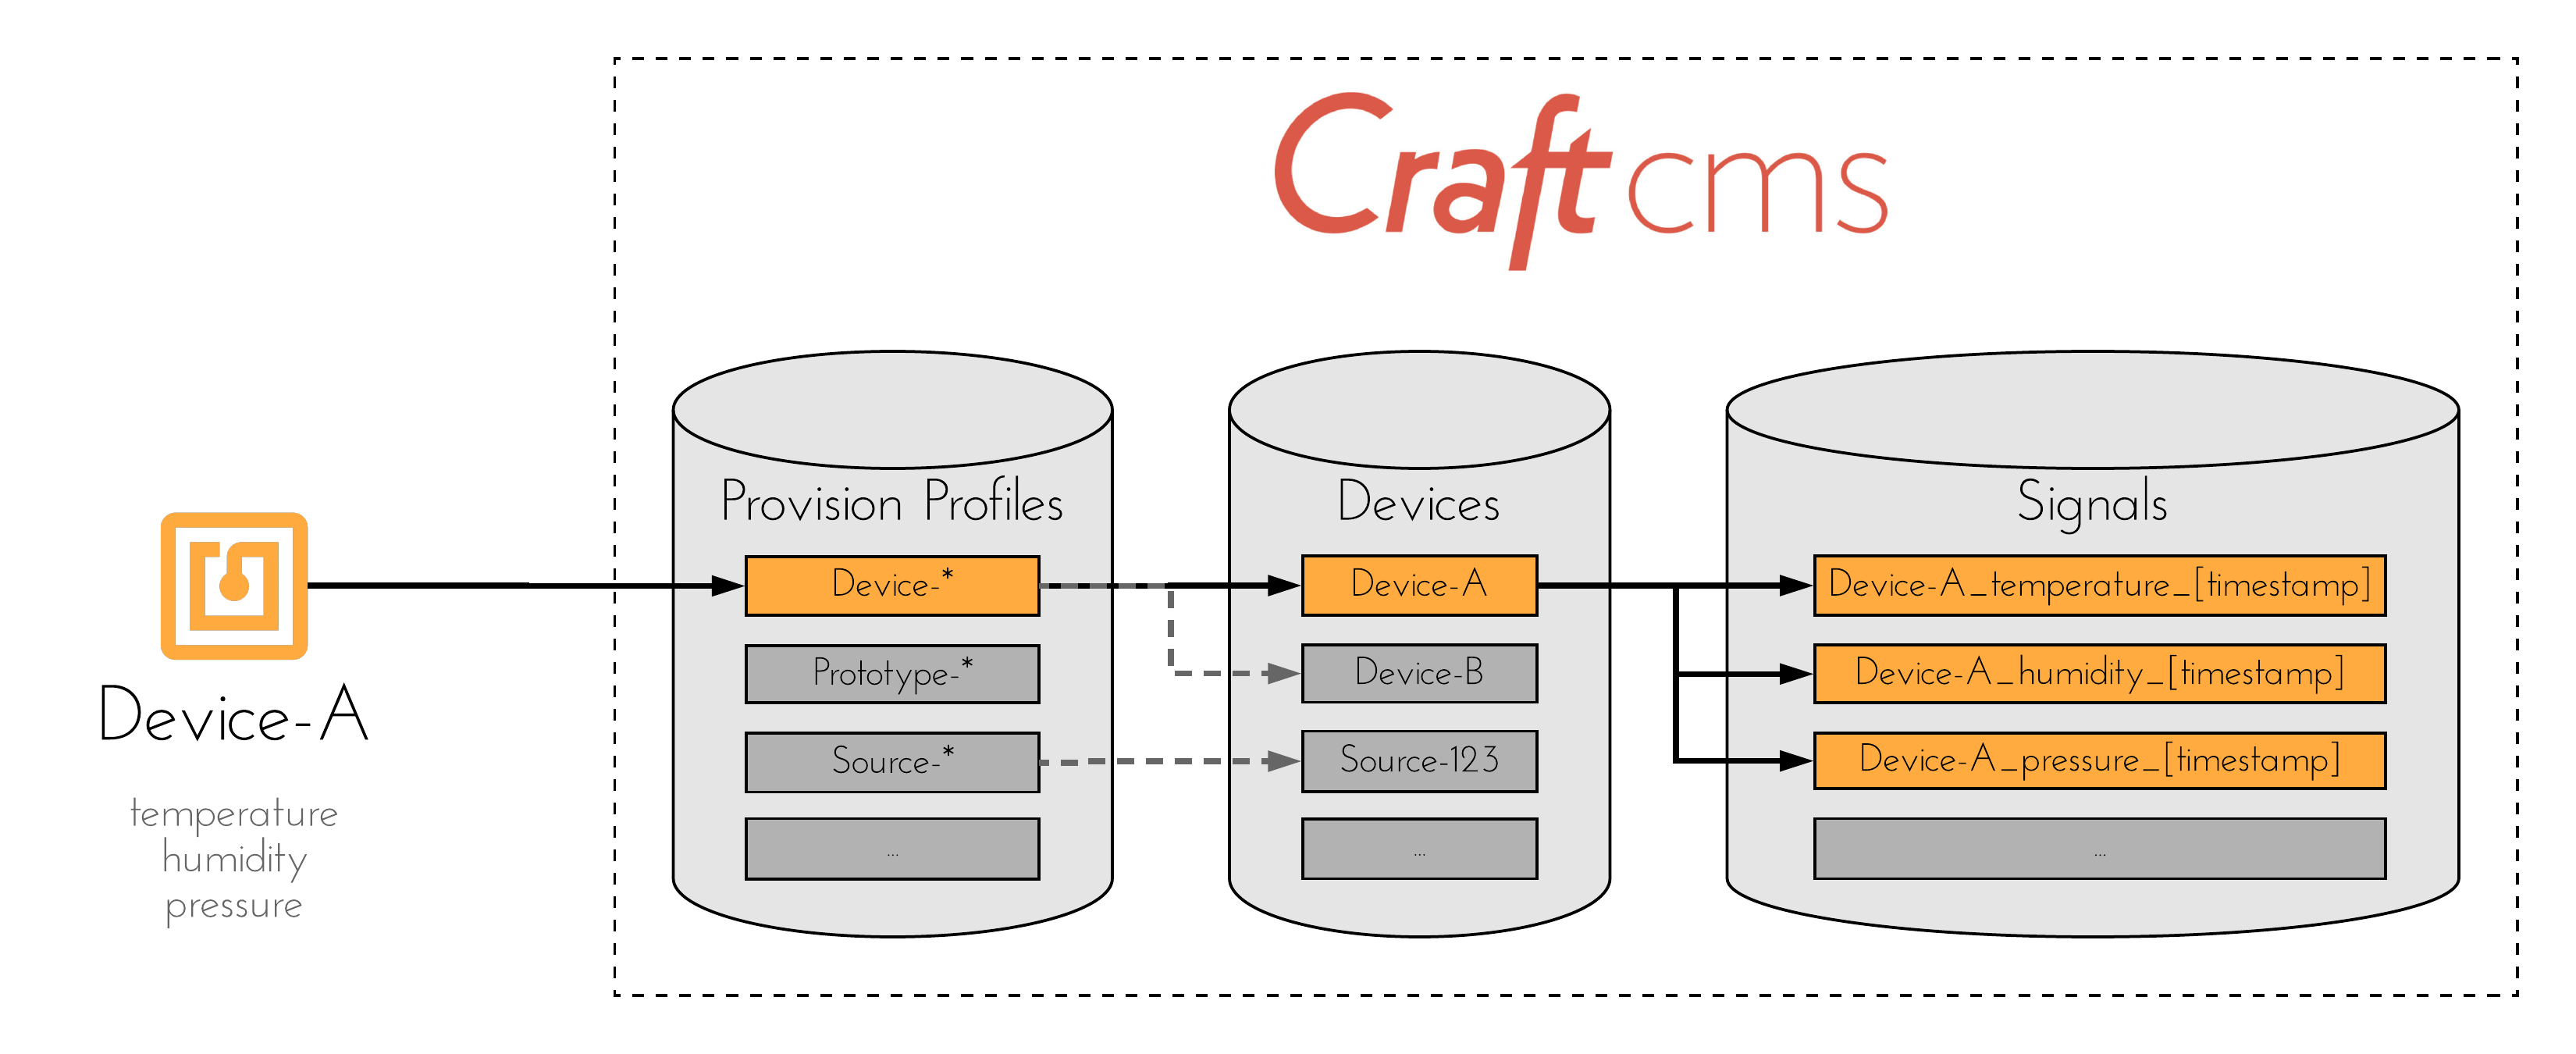 Craft cms
Device-A
temperature
humidity
pressure
Provision Profiles
Device-*
Prototype-*
Source-*
...
Devices
Device-A
Device-B
Source-123
...
Signals
Device-A_temperature_[timestamp]
Device-A_humidity_[timestamp]
Device-A_pressure_[timestamp]
...